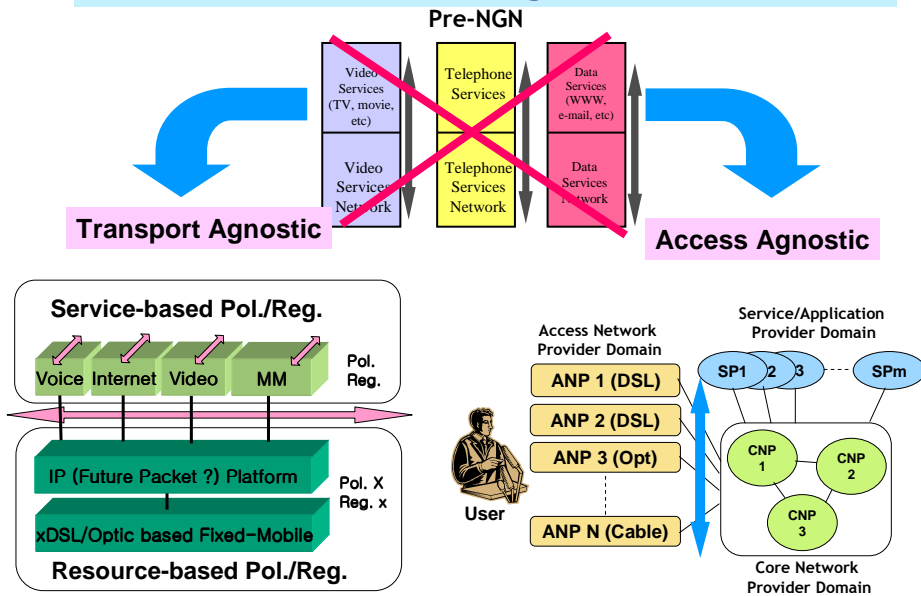 Pre-NGN
Video
Services
(TV, movie,
etc)
Telephone
Services
Data
Services
(WWW,
e-mail, etc)
Video
Services
Network
Telephone
Services
Network
Data
Services
Network
Transport Agnostic
Access Agnostic
Service-based Pol./Reg.
Voice
Internet
Video
MM
Pol.
Reg.
IP (Future Packet ?) Platform
Pol. X
Reg. x
xDSL/Optic based Fixed-Mobile
Resource-based Pol./Reg.
Access Network
Provider Domain
ANP 1 (DSL)
ANP 2 (DSL)
ANP 3 (Opt)
ANP N (Cable)
User
Service/Application
Provider Domain
SP1
2
3
SPm
CNP
1
CNP
2
CNP
3
Core Network
Provider Domain